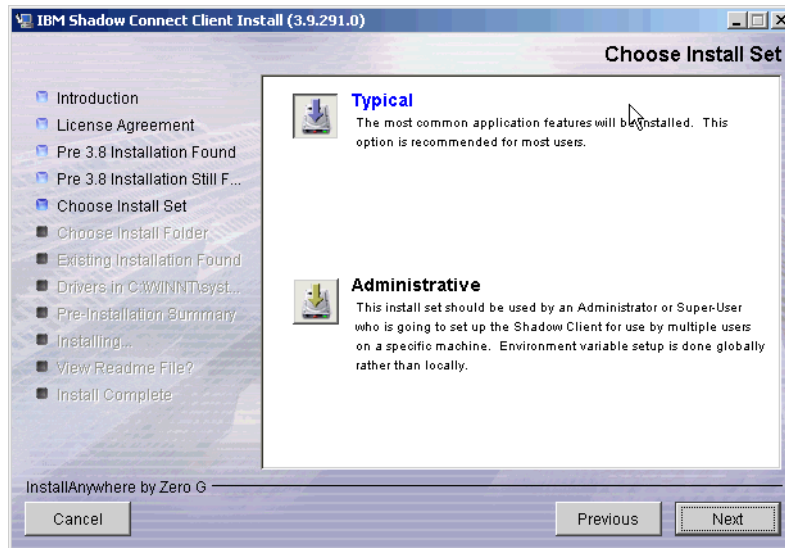 IBM Shadow Connect Client Install (3.9.291.0)
Choose Install Set
Introduction
License Agreement
Pre 3.8 Installation Found
Pre 3.8 Installation Still F...
Choose Install Set
Choose Install Folder
Existing Installation Found
Drivers in C:\WINNT\syst...
Pre-Installation Summary
Installing...
View Readme File?
Install Complete
Typical
The most common application features will be installed. This
option is recommended for most users.
Administrative
This install set should be used by an Administrator or Super-User
who is going to set up the Shadow Client for use by multiple users
on a specific machine. Environment variable setup is done globally
rather than locally.
InstallAnywhere by Zero G
Cancel
Previous
Next